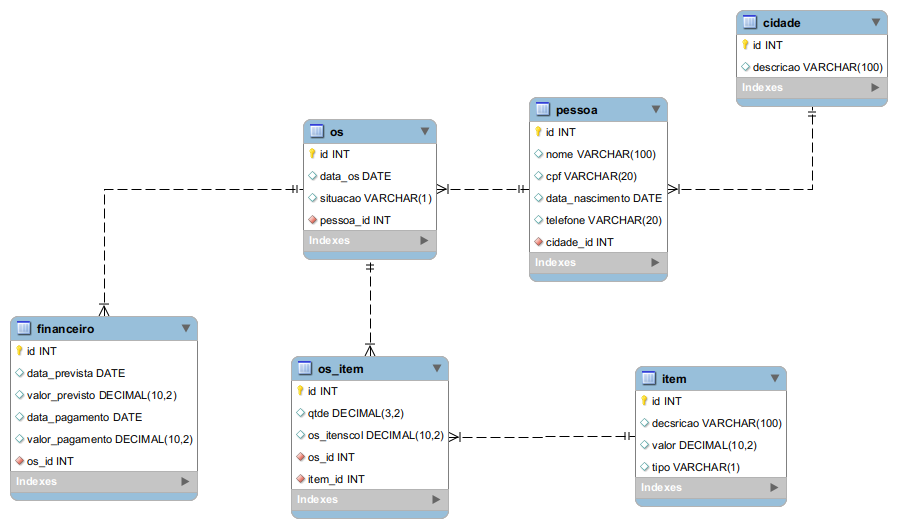 cidade
id INT
descricao VARCHAR(100)
Indexes
pessoa
id INT
nome VARCHAR(100)
cpf VARCHAR(20)
data_nascimento DATE
telefone VARCHAR(20)
cidade_id INT
Indexes
os
id INT
data_os DATE
situacao VARCHAR(1)
pessoa_id INT
Indexes
financeiro
id INT
data_prevista DATE
valor_previsto DECIMAL(10,2)
data_pagamento DATE
valor_pagamento DECIMAL(10,2)
os_id INT
Indexes
os_item
id INT
qtde DECIMAL(3,2)
os_itenscol DECIMAL(10,2)
os_id INT
item_id INT
Indexes
item
id INT
decsricao VARCHAR(100)
valor DECIMAL(10,2)
tipo VARCHAR(1)
Indexes